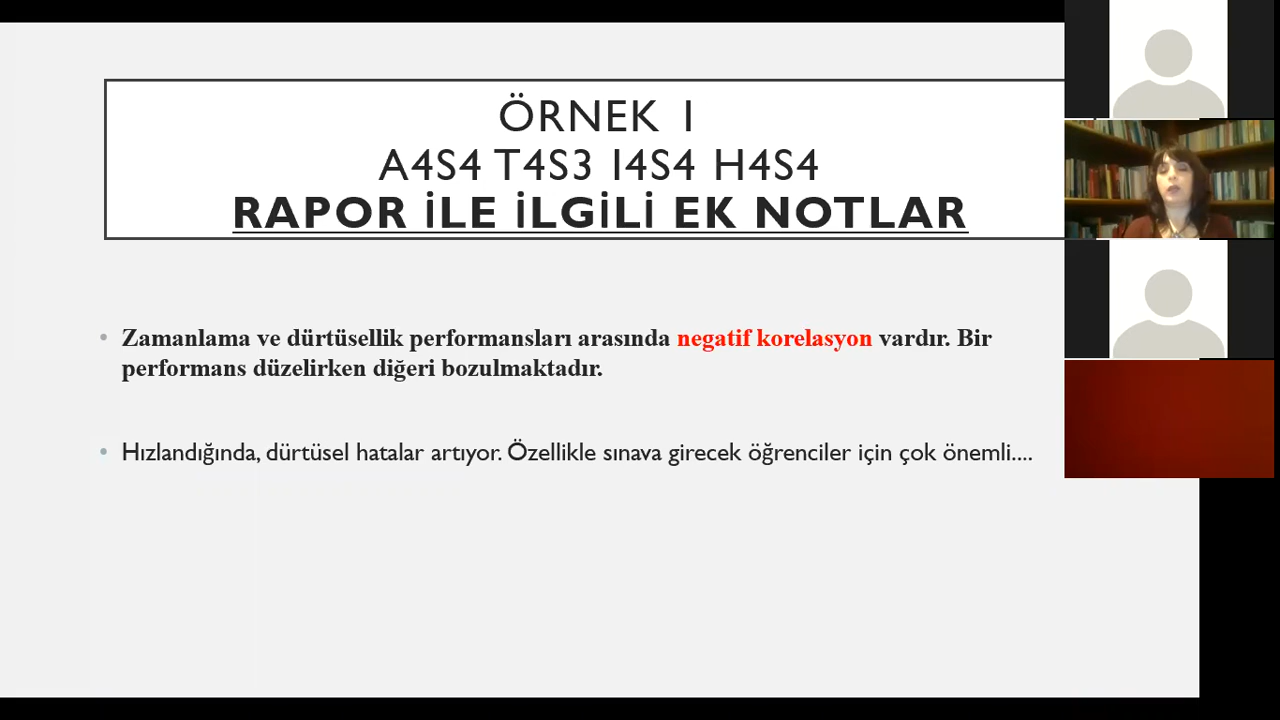 ÖRNEK 1
A4S4 T4S3 I4S4 H4S4
RAPOR İLE İLGİLİ EK NOTLAR
• Zamanlama ve dürtüsellik performansları arasında negatif korelasyon vardır. Bir
performans düzelirken diğeri bozulmaktadır.
• Hızlandığında, dürtüsel hatalar artıyor. Özellikle sınava girecek öğrenciler için çok önemli....